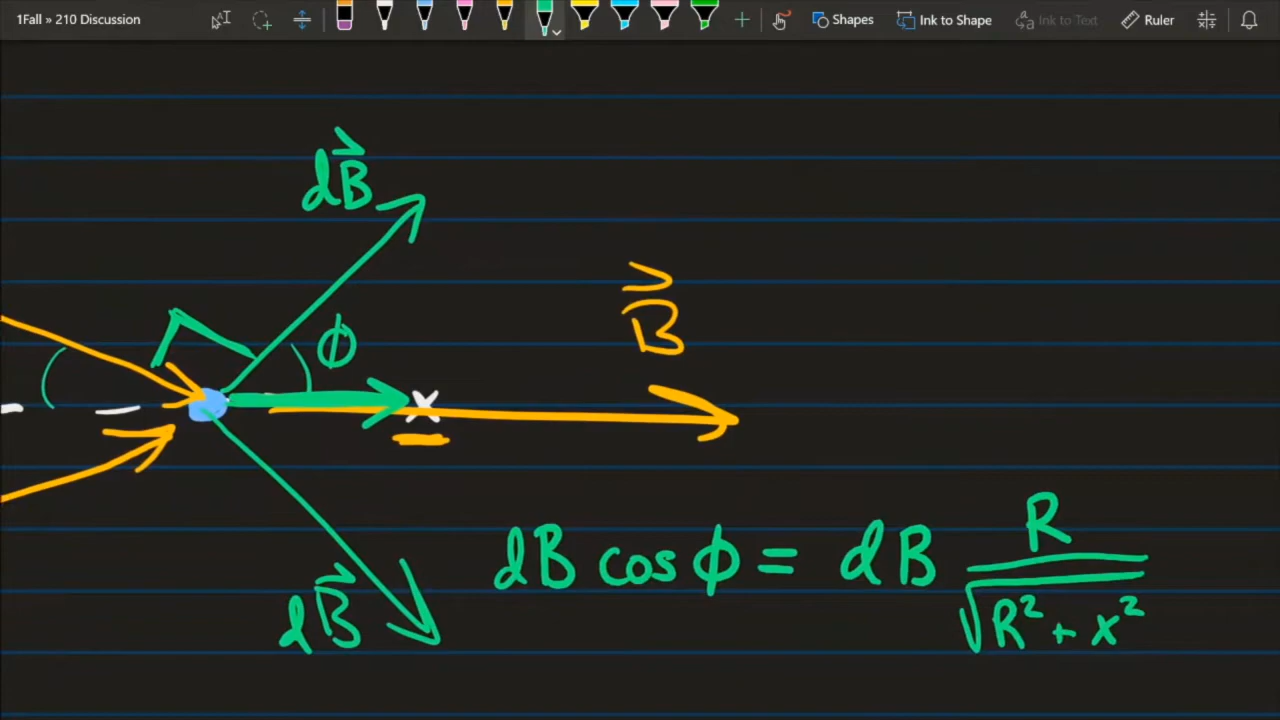 1Fall » 210 Discussion
Shapes
Ink to Shape
Ink to Text
Ruler
dB⃗
ϕ
B⃗
x
dB⃗
dB cos ϕ = dB R / √(R² + x²)